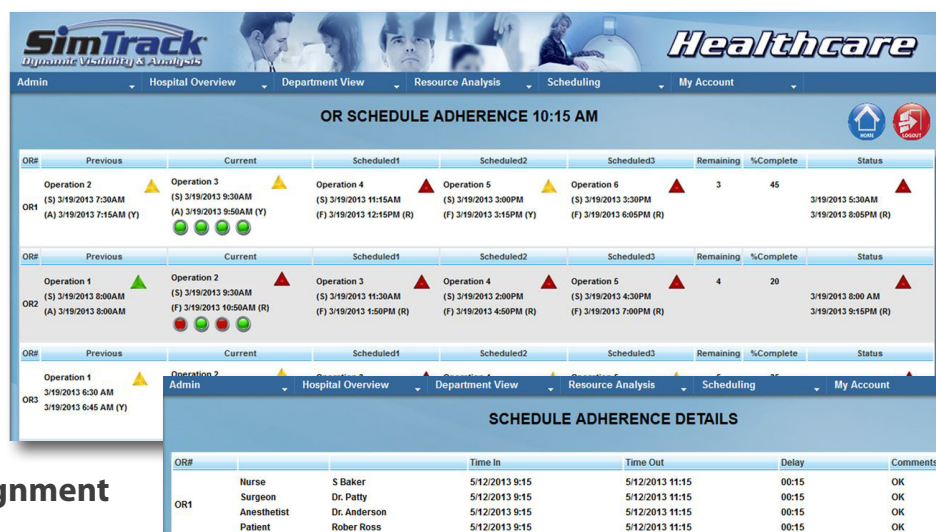 SimTrack
Dynamic Visibility & Analysis
Healthcare
Admin Hospital Overview Department View Resource Analysis Scheduling My Account
OR SCHEDULE ADHERENCE 10:15 AM
HOME LOGOUT
OR# Previous Current Scheduled1 Scheduled2 Scheduled3 Remaining %Complete Status
Operation 2 Operation 3 Operation 4 Operation 5 Operation 6 3 45
OR1 (S) 3/19/2013 7:30AM (S) 3/19/2013 9:30AM (S) 3/19/2013 11:15AM (S) 3/19/2013 3:00PM (S) 3/19/2013 3:30PM 3/19/2013 5:30AM
(A) 3/19/2013 7:15AM (Y) (A) 3/19/2013 9:50AM (Y) (F) 3/19/2013 12:15PM (R) (F) 3/19/2013 3:15PM (Y) (F) 3/19/2013 6:05PM (R) 3/19/2013 8:05PM (R)
OR# Previous Current Scheduled1 Scheduled2 Scheduled3 Remaining %Complete Status
Operation 1 Operation 2 Operation 3 Operation 4 Operation 5 4 20
OR2 (S) 3/19/2013 8:00AM (S) 3/19/2013 9:30AM (S) 3/19/2013 11:30AM (S) 3/19/2013 2:00PM (S) 3/19/2013 4:30PM 3/19/2013 8:00 AM
(A) 3/19/2013 8:00AM (F) 3/19/2013 10:50AM (R) (F) 3/19/2013 1:50PM (R) (F) 3/19/2013 4:50PM (R) (F) 3/19/2013 7:00PM (R) 3/19/2013 9:15PM (R)
OR# Previous Current Scheduled1 Scheduled2 Scheduled3 Remaining %Complete Status
Operation 1 Operation 2
OR3 3/19/2013 6:30 AM
3/19/2013 6:45 AM (Y)
Admin Hospital Overview Department View Resource Analysis Scheduling My Account
SCHEDULE ADHERENCE DETAILS
OR# Time In Time Out Delay Comments
Nurse S Baker 5/12/2013 9:15 5/12/2013 11:15 00:15 OK
OR1 Surgeon Dr. Patty 5/12/2013 9:15 5/12/2013 11:15 00:15 OK
Anesthetist Dr. Anderson 5/12/2013 9:15 5/12/2013 11:15 00:15 OK
Patient Rober Ross 5/12/2013 9:15 5/12/2013 11:15 00:15 OK
gnment